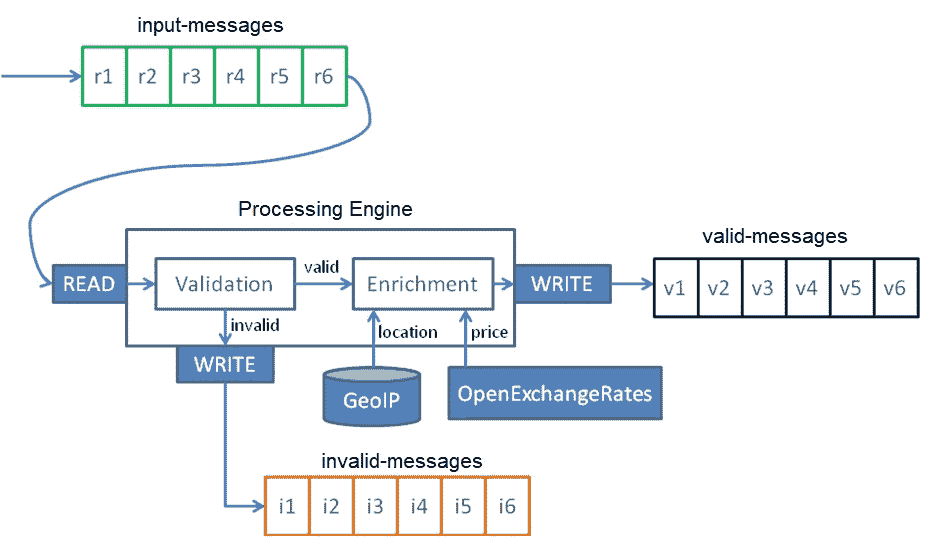 input-messages
r1 r2 r3 r4 r5 r6
Processing Engine
valid-messages
READ
Validation
valid
Enrichment
WRITE
v1 v2 v3 v4 v5 v6
invalid
location
price
WRITE
GeoIP
OpenExchangeRates
invalid-messages
i1 i2 i3 i4 i5 i6